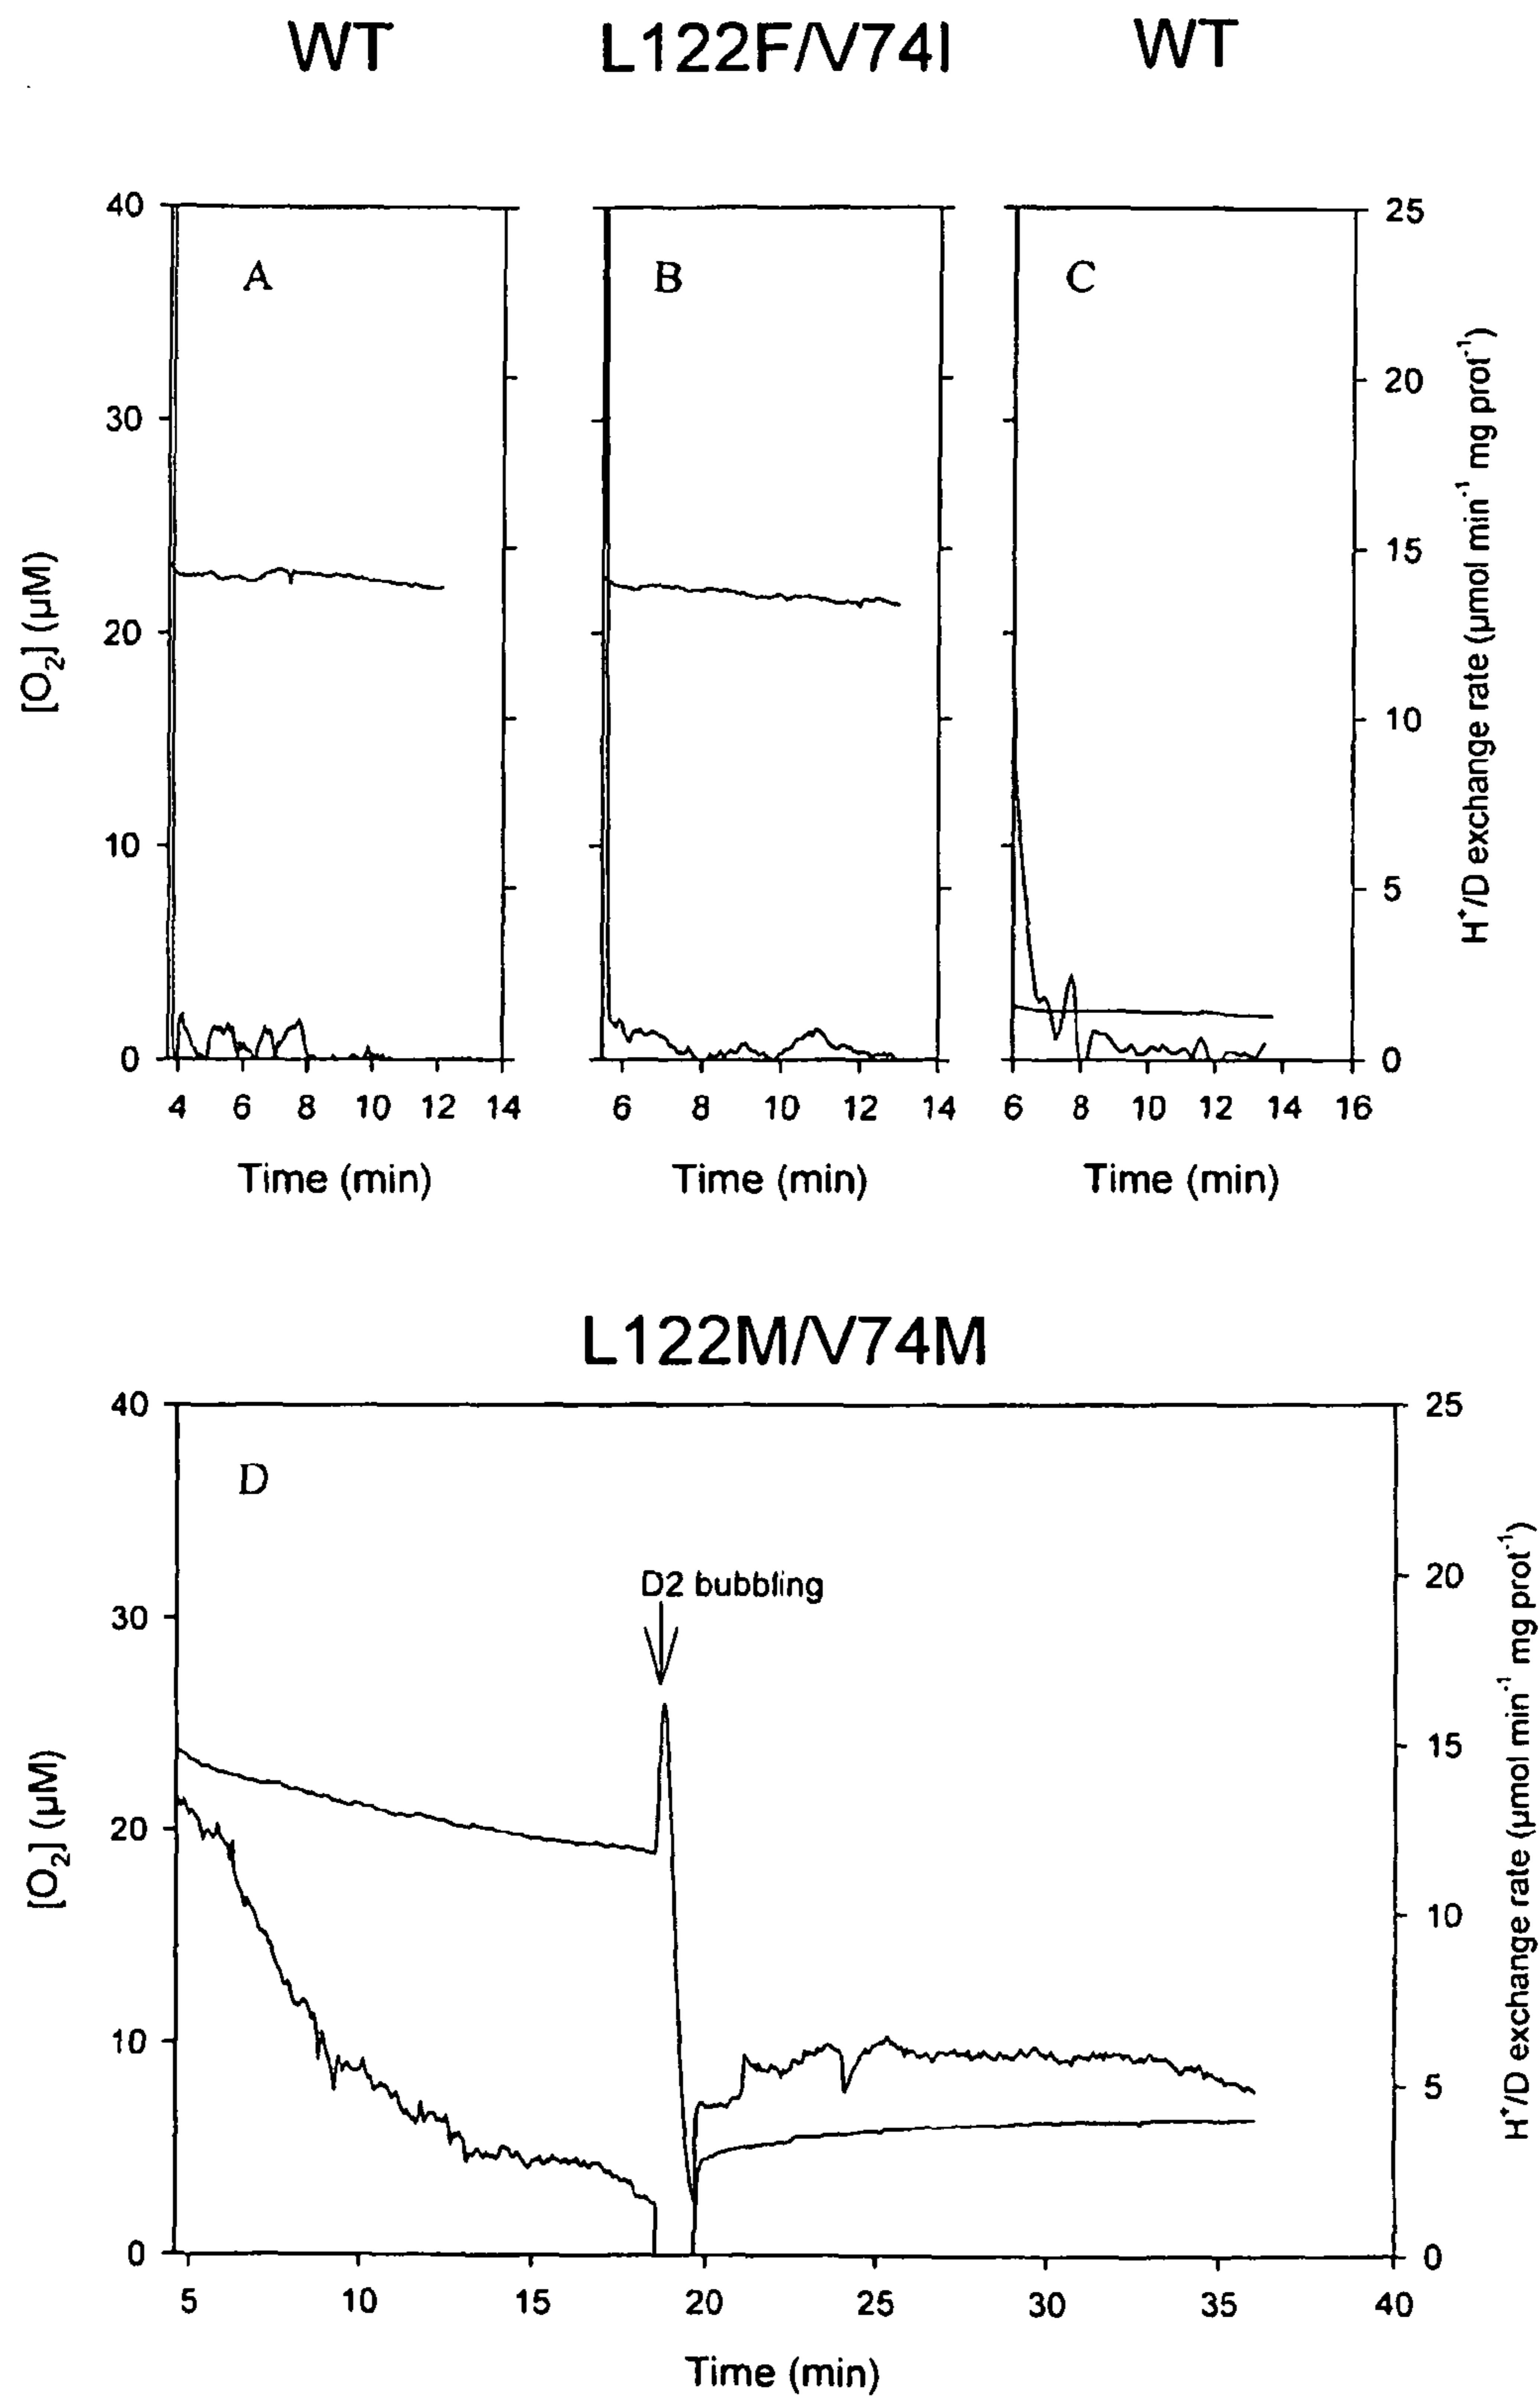 WT L122F/V74I WT
A B C
40 25
30 20
20 15
10 10
0 5
0
[O₂] (µM)
H⁺/D exchange rate (µmol min⁻¹ mg prot⁻¹)
4 6 8 10 12 14 6 8 10 12 14 6 8 10 12 14 16
Time (min) Time (min) Time (min)
L122M/V74M
D
D2 bubbling
40 25
30 20
20 15
10 10
0 5
0
[O₂] (µM)
H⁺/D exchange rate (µmol min⁻¹ mg prot⁻¹)
5 10 15 20 25 30 35 40
Time (min)